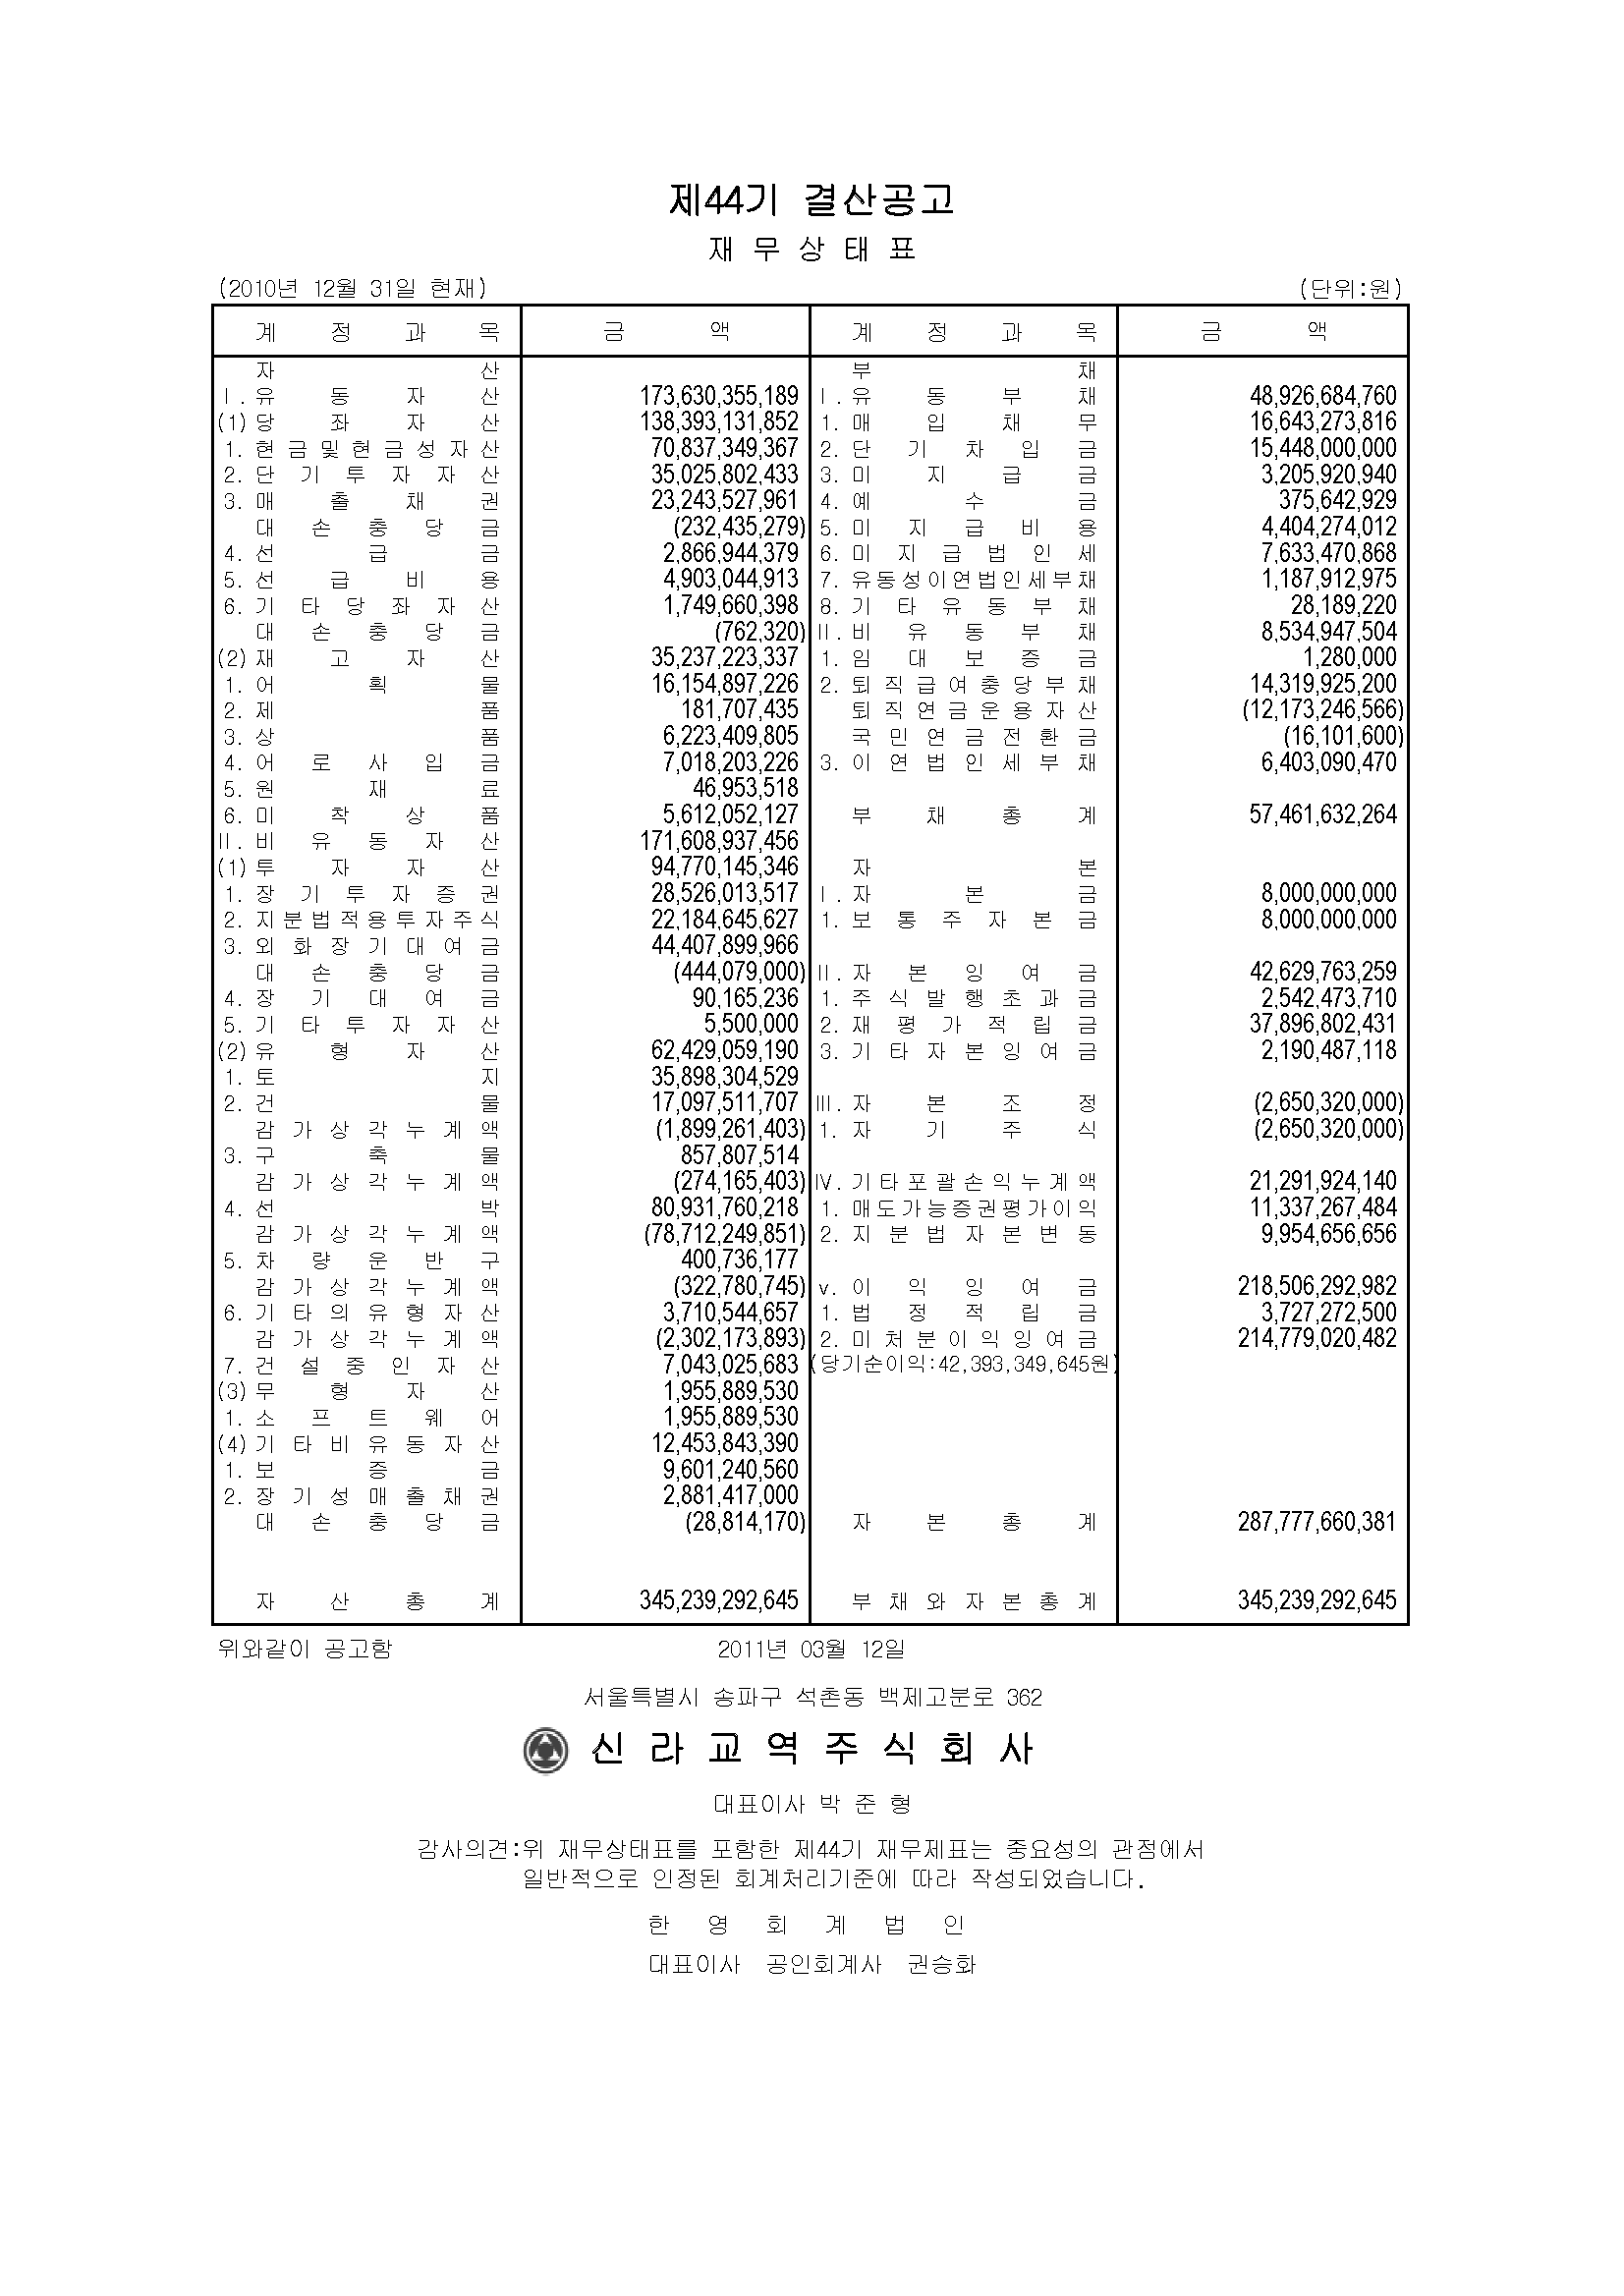 제44기 결산공고
재 무 상 태 표
(2010년 12월 31일 현재) (단위:원)
계 정 과 목 금 액 계 정 과 목 금 액
자 산 부 채
Ⅰ. 유 동 자 산 173,630,355,189 Ⅰ. 유 동 부 채 48,926,684,760
(1) 당 좌 자 산 138,393,131,852 1. 매 입 채 무 16,643,273,816
1. 현금및현금성자산 70,837,349,367 2. 단 기 차 입 금 15,448,000,000
2. 단 기 투 자 자 산 35,025,802,433 3. 미 지 급 금 3,205,920,940
3. 매 출 채 권 23,243,527,961 4. 예 수 금 375,642,929
대 손 충 당 금 (232,435,279) 5. 미 지 급 비 용 4,404,274,012
4. 선 급 금 2,866,944,379 6. 미 지 급 법 인 세 7,633,470,868
5. 선 급 비 용 4,903,044,913 7. 유동성이연법인세부채 1,187,912,975
6. 기 타 당 좌 자 산 1,749,660,398 8. 기 타 유 동 부 채 28,189,220
대 손 충 당 금 (762,320) Ⅱ. 비 유 동 부 채 8,534,947,504
(2) 재 고 자 산 35,237,223,337 1. 임 대 보 증 금 1,280,000
1. 어 획 물 16,154,897,226 2. 퇴 직 급 여 충 당 부 채 14,319,925,200
2. 제 품 181,707,435 퇴 직 연 금 운 용 자 산 (12,173,246,566)
3. 상 품 6,223,409,805 국 민 연 금 전 환 금 (16,101,600)
4. 어 로 사 입 금 7,018,203,226 3. 이 연 법 인 세 부 채 6,403,090,470
5. 원 재 료 46,953,518
6. 미 착 상 품 5,612,052,127 부 채 총 계 57,461,632,264
Ⅱ. 비 유 동 자 산 171,608,937,456
(1) 투 자 자 산 94,770,145,346 자 본
1. 장 기 투 자 증 권 28,526,013,517 Ⅰ. 자 본 금 8,000,000,000
2. 지분법적용투자주식 22,184,645,627 1. 보 통 주 자 본 금 8,000,000,000
3. 외 화 장 기 대 여 금 44,407,899,966
대 손 충 당 금 (444,079,000) Ⅱ. 자 본 잉 여 금 42,629,763,259
4. 장 기 대 여 금 90,165,236 1. 주 식 발 행 초 과 금 2,542,473,710
5. 기 타 투 자 자 산 5,500,000 2. 재 평 가 적 립 금 37,896,802,431
(2) 유 형 자 산 62,429,059,190 3. 기 타 자 본 잉 여 금 2,190,487,118
1. 토 지 35,898,304,529
2. 건 물 17,097,511,707 Ⅲ. 자 본 조 정 (2,650,320,000)
감 가 상 각 누 계 액 (1,899,261,403) 1. 자 기 주 식 (2,650,320,000)
3. 구 축 물 857,807,514
감 가 상 각 누 계 액 (274,165,403) Ⅳ. 기타포괄손익누계액 21,291,924,140
4. 선 박 80,931,760,218 1. 매도가능증권평가이익 11,337,267,484
감 가 상 각 누 계 액 (78,712,249,851) 2. 지 분 법 자 본 변 동 9,954,656,656
5. 차 량 운 반 구 400,736,177
감 가 상 각 누 계 액 (322,780,745) v. 이 익 잉 여 금 218,506,292,982
6. 기 타 의 유 형 자 산 3,710,544,657 1. 법 정 적 립 금 3,727,272,500
감 가 상 각 누 계 액 (2,302,173,893) 2. 미 처 분 이 익 잉 여 금 214,779,020,482
7. 건 설 중 인 자 산 7,043,025,683 (당기순이익:42,393,349,645원)
(3) 무 형 자 산 1,955,889,530
1. 소 프 트 웨 어 1,955,889,530
(4) 기 타 비 유 동 자 산 12,453,843,390
1. 보 증 금 9,601,240,560
2. 장 기 성 매 출 채 권 2,881,417,000
대 손 충 당 금 (28,814,170) 자 본 총 계 287,777,660,381
자 산 총 계 345,239,292,645 부 채 와 자 본 총 계 345,239,292,645
위와같이 공고함 2011년 03월 12일
서울특별시 송파구 석촌동 백제고분로 362
신 라 교 역 주 식 회 사
대표이사 박 준 형
감사의견:위 재무상태표를 포함한 제44기 재무제표는 중요성의 관점에서
일반적으로 인정된 회계처리기준에 따라 작성되었습니다.
한 영 회 계 법 인
대표이사 공인회계사 권승화